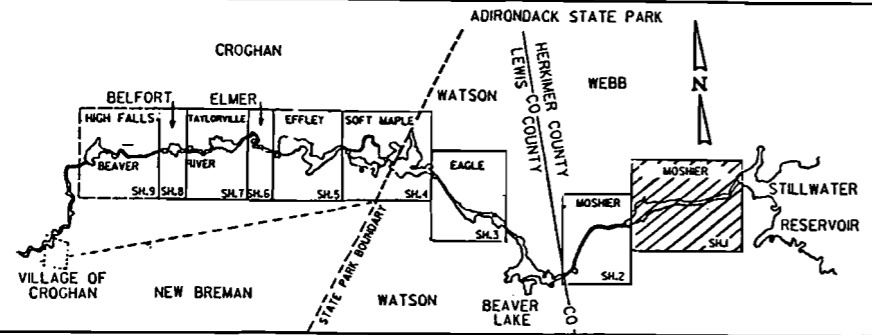 ADIRONDACK STATE PARK
CROGHAN
HERKIMER COUNTY
LEWIS CO COUNTY
WEBB
N
BELFORT
ELMER
WATSON
HIGH FALLS
TAYLORVILLE
EFFLEY
SOFT MAPLE
BEAVER
RIVER
EAGLE
MOSHIER
MOSHIER
STILLWATER
RESERVOIR
SH.9
SH.8
SH.7
SH.6
SH.5
SH.4
SH.3
SH.2
SH.1
VILLAGE OF
CROGHAN
NEW BREMAN
STATE PARK BOUNDARY
WATSON
BEAVER
LAKE
CO